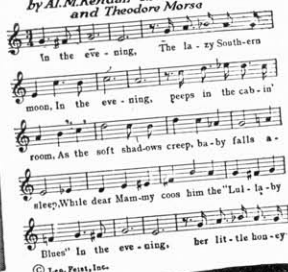 by Al.M.Kendall
and Theodore Morse
In the eve - ning, The la - zy South-ern
moon, In the eve - ning, peeps in the cab - in'
room, As the soft shad-ows creep, ba - by falls a -
sleep, While dear Mam-my coos him the "Lul - la - by
Blues" In the eve - ning, her lit - tle hon - ey
© Leo. Feist, Inc.